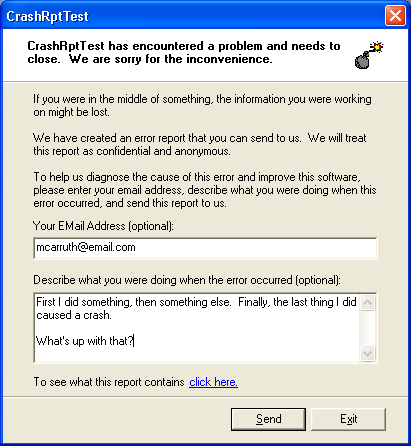 CrashRptTest
CrashRptTest has encountered a problem and needs to
close.  We are sorry for the inconvenience.
If you were in the middle of something, the information you were working
on might be lost.
We have created an error report that you can send to us.  We will treat
this report as confidential and anonymous.
To help us diagnose the cause of this error and improve this software,
please enter your email address, describe what you were doing when this
error occurred, and send this report to us.
Your EMail Address (optional):
mcarruth@email.com
Describe what you were doing when the error occurred (optional):
First I did something, then something else.  Finally, the last thing I did
caused a crash.
What's up with that?
To see what this report contains click here.
Send
Exit